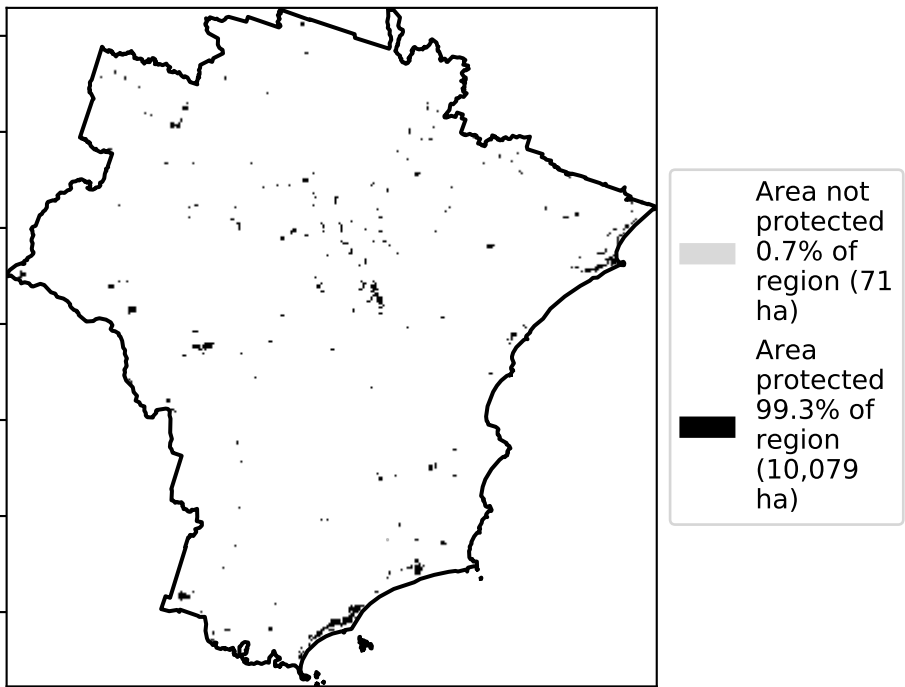 Area not
protected
0.7% of
region (71
ha)
Area
protected
99.3% of
region
(10,079
ha)